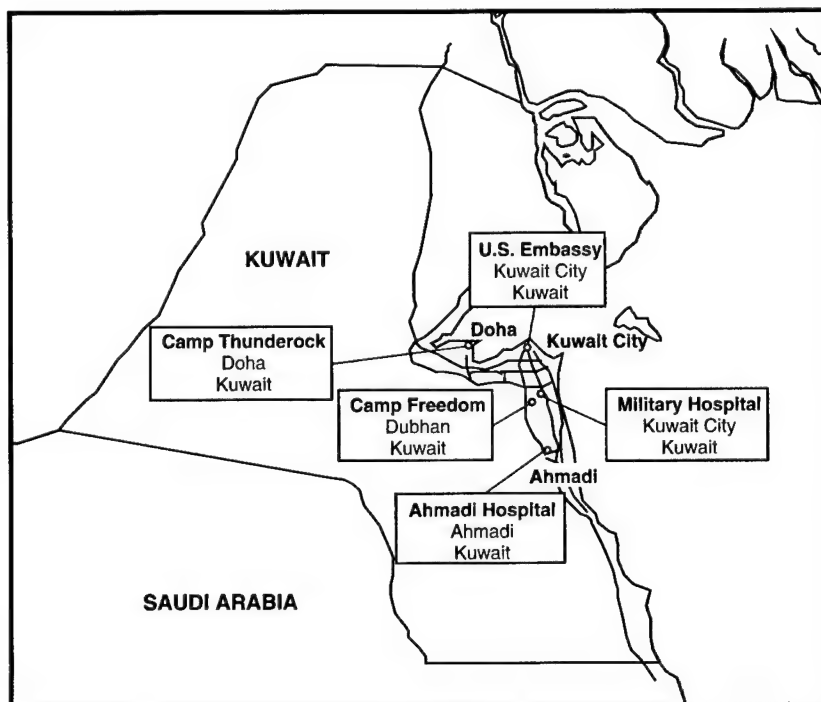 KUWAIT
U.S. Embassy
Kuwait City
Kuwait
Doha
Kuwait City
Camp Thunderock
Doha
Kuwait
Camp Freedom
Dubhan
Kuwait
Military Hospital
Kuwait City
Kuwait
Ahmadi
Ahmadi Hospital
Ahmadi
Kuwait
SAUDI ARABIA